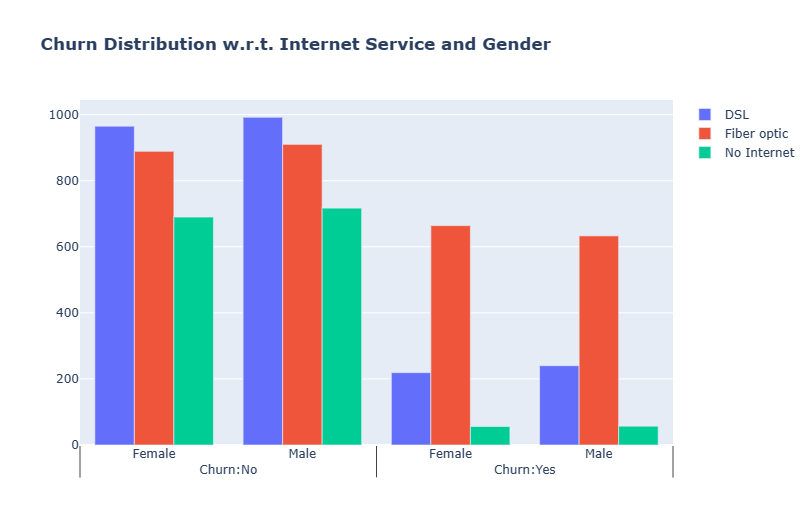 Churn Distribution w.r.t. Internet Service and Gender
DSL
Fiber optic
No Internet
1000
800
600
400
200
0
Female Male Female Male
Churn:No Churn:Yes